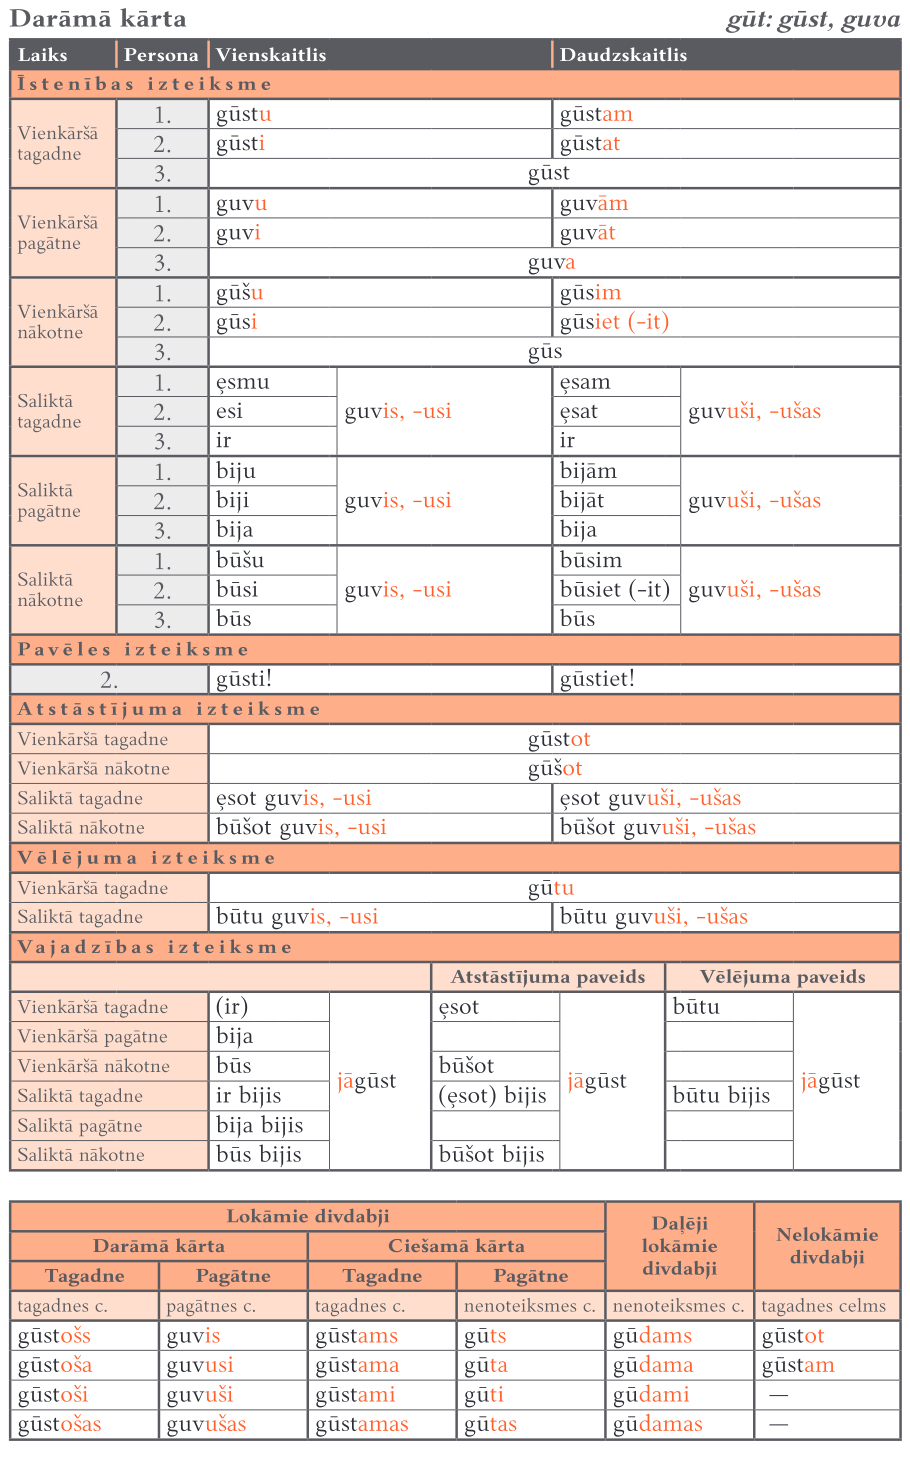 Darāmā kārta gūt: gūst, guva
Laiks Persona Vienskaitlis Daudzskaitlis
Īstenības izteiksme
Vienkāršā tagadne
1. gūstu gūstam
2. gūsti gūstat
3. gūst
Vienkāršā pagātne
1. guvu guvām
2. guvi guvāt
3. guva
Vienkāršā nākotne
1. gūšu gūsim
2. gūsi gūsiet (-it)
3. gūs
Saliktā tagadne
1. ȩsmu ȩsam
2. esi guvis, -usi ȩsat guvuši, -ušas
3. ir ir
Saliktā pagātne
1. biju bijām
2. biji guvis, -usi bijāt guvuši, -ušas
3. bija bija
Saliktā nākotne
1. būšu būsim
2. būsi guvis, -usi būsiet (-it) guvuši, -ušas
3. būs būs
Pavēles izteiksme
2. gūsti! gūstiet!
Atstāstījuma izteiksme
Vienkāršā tagadne gūstot
Vienkāršā nākotne gūšot
Saliktā tagadne ȩsot guvis, -usi ȩsot guvuši, -ušas
Saliktā nākotne būšot guvis, -usi būšot guvuši, -ušas
Vēlējuma izteiksme
Vienkāršā tagadne gūtu
Saliktā tagadne būtu guvis, -usi būtu guvuši, -ušas
Vajadzības izteiksme
Atstāstījuma paveids Vēlējuma paveids
Vienkāršā tagadne (ir) ȩsot būtu
Vienkāršā pagātne bija
Vienkāršā nākotne būs būšot
jāgūst jāgūst jāgūst
Saliktā tagadne ir bijis (ȩsot) bijis būtu bijis
Saliktā pagātne bija bijis
Saliktā nākotne būs bijis būšot bijis
Lokāmie divdabji Daļēji lokāmie divdabji Nelokāmie divdabji
Darāmā kārta Ciešamā kārta
Tagadne Pagātne Tagadne Pagātne
tagadnes c. pagātnes c. tagadnes c. nenoteiksmes c. nenoteiksmes c. tagadnes celms
gūstošs guvis gūstams gūts gūdams gūstot
gūstoša guvusi gūstama gūta gūdama gūstam
gūstoši guvuši gūstami gūti gūdami —
gūstošas guvušas gūstamas gūtas gūdamas —